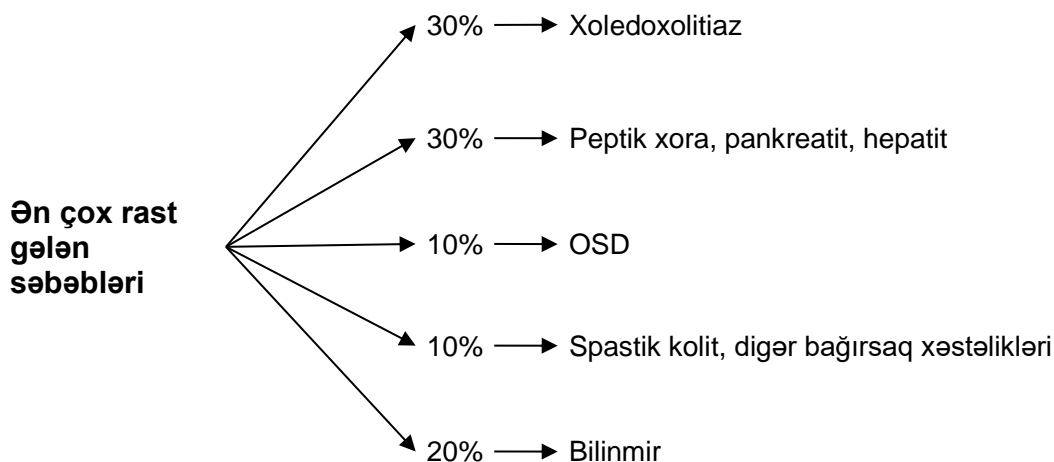 30% Xoledoxolitiaz
30% Peptik xora, pankreatit, hepatit
Ən çox rast
gələn
səbəbləri
10% OSD
10% Spastik kolit, digər bağırsaq xəstəlikləri
20% Bilinmir